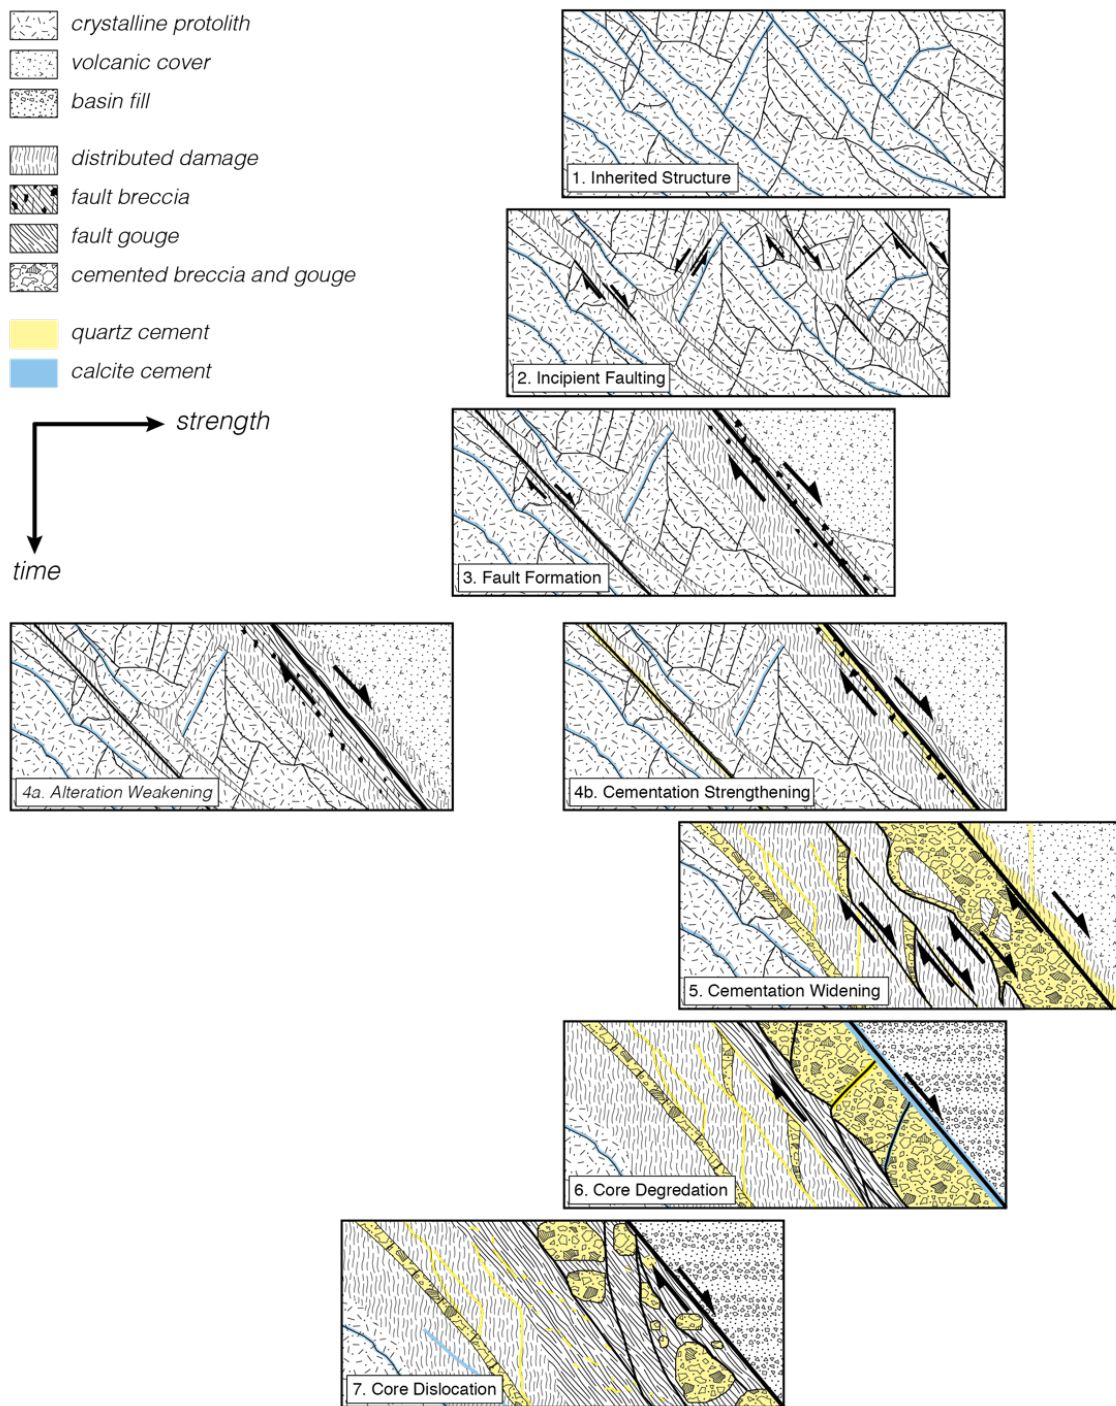 crystalline protolith
volcanic cover
basin fill
distributed damage
fault breccia
fault gouge
cemented breccia and gouge
quartz cement
calcite cement
strength
time
1. Inherited Structure
2. Incipient Faulting
3. Fault Formation
4a. Alteration Weakening
4b. Cementation Strengthening
5. Cementation Widening
6. Core Degredation
7. Core Dislocation